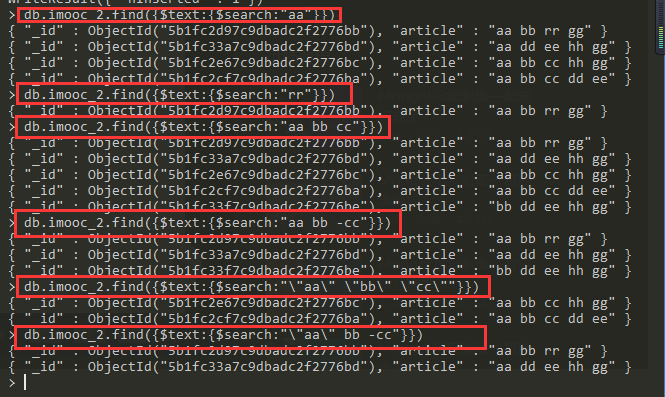 WriteResult({ "nInserted" : 1 })
> db.imooc_2.find({$text:{$search:"aa"}})
{ "_id" : ObjectId("5b1fc2d97c9dbadc2f2776bb"), "article" : "aa bb rr gg" }
{ "_id" : ObjectId("5b1fc33a7c9dbadc2f2776bd"), "article" : "aa dd ee hh gg" }
{ "_id" : ObjectId("5b1fc2e67c9dbadc2f2776bc"), "article" : "aa bb cc hh gg" }
{ "_id" : ObjectId("5b1fc2cf7c9dbadc2f2776ba"), "article" : "aa bb cc dd ee" }
> db.imooc_2.find({$text:{$search:"rr"}})
{ "_id" : ObjectId("5b1fc2d97c9dbadc2f2776bb"), "article" : "aa bb rr gg" }
> db.imooc_2.find({$text:{$search:"aa bb cc"}})
{ "_id" : ObjectId("5b1fc2d97c9dbadc2f2776bb"), "article" : "aa bb rr gg" }
{ "_id" : ObjectId("5b1fc33a7c9dbadc2f2776bd"), "article" : "aa dd ee hh gg" }
{ "_id" : ObjectId("5b1fc2e67c9dbadc2f2776bc"), "article" : "aa bb cc hh gg" }
{ "_id" : ObjectId("5b1fc2cf7c9dbadc2f2776ba"), "article" : "aa bb cc dd ee" }
{ "_id" : ObjectId("5b1fc33f7c9dbadc2f2776be"), "article" : "bb dd ee hh gg" }
> db.imooc_2.find({$text:{$search:"aa bb -cc"}})
{ "_id" : ObjectId("5b1fc2d97c9dbadc2f2776bb"), "article" : "aa bb rr gg" }
{ "_id" : ObjectId("5b1fc33a7c9dbadc2f2776bd"), "article" : "aa dd ee hh gg" }
{ "_id" : ObjectId("5b1fc33f7c9dbadc2f2776be"), "article" : "bb dd ee hh gg" }
> db.imooc_2.find({$text:{$search:"\"aa\" \"bb\" \"cc\""}})
{ "_id" : ObjectId("5b1fc2e67c9dbadc2f2776bc"), "article" : "aa bb cc hh gg" }
{ "_id" : ObjectId("5b1fc2cf7c9dbadc2f2776ba"), "article" : "aa bb cc dd ee" }
> db.imooc_2.find({$text:{$search:"\"aa\" bb -cc"}})
{ "_id" : ObjectId("5b1fc2d97c9dbadc2f2776bb"), "article" : "aa bb rr gg" }
{ "_id" : ObjectId("5b1fc33a7c9dbadc2f2776bd"), "article" : "aa dd ee hh gg" }
>